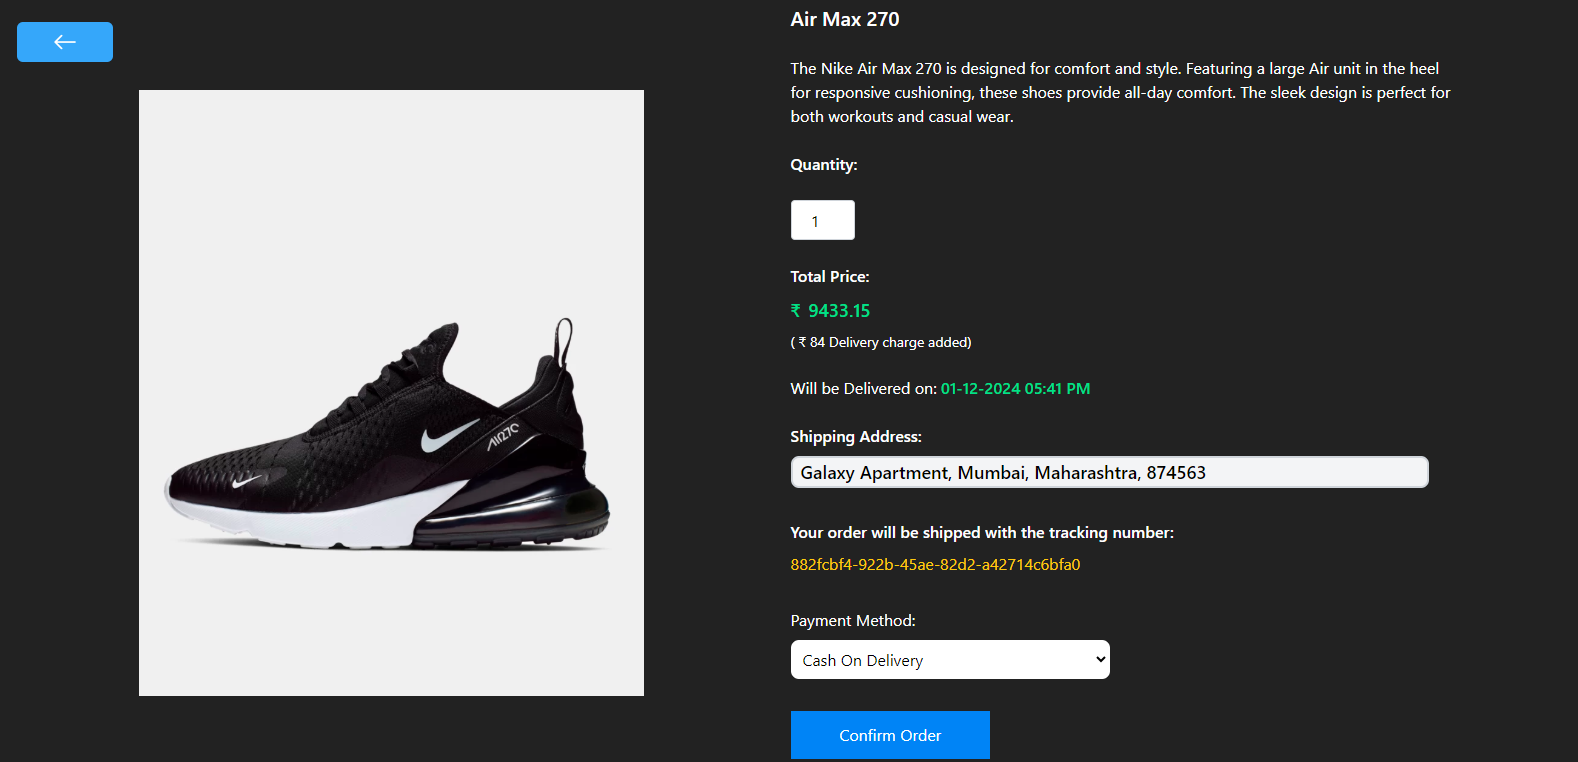 Air Max 270
The Nike Air Max 270 is designed for comfort and style. Featuring a large Air unit in the heel
for responsive cushioning, these shoes provide all-day comfort. The sleek design is perfect for
both workouts and casual wear.
Quantity:
1
Total Price:
₹ 9433.15
( ₹ 84 Delivery charge added)
Will be Delivered on: 01-12-2024 05:41 PM
Shipping Address:
Galaxy Apartment, Mumbai, Maharashtra, 874563
Your order will be shipped with the tracking number:
882fcbf4-922b-45ae-82d2-a42714c6bfa0
Payment Method:
Cash On Delivery
Confirm Order
AIR270